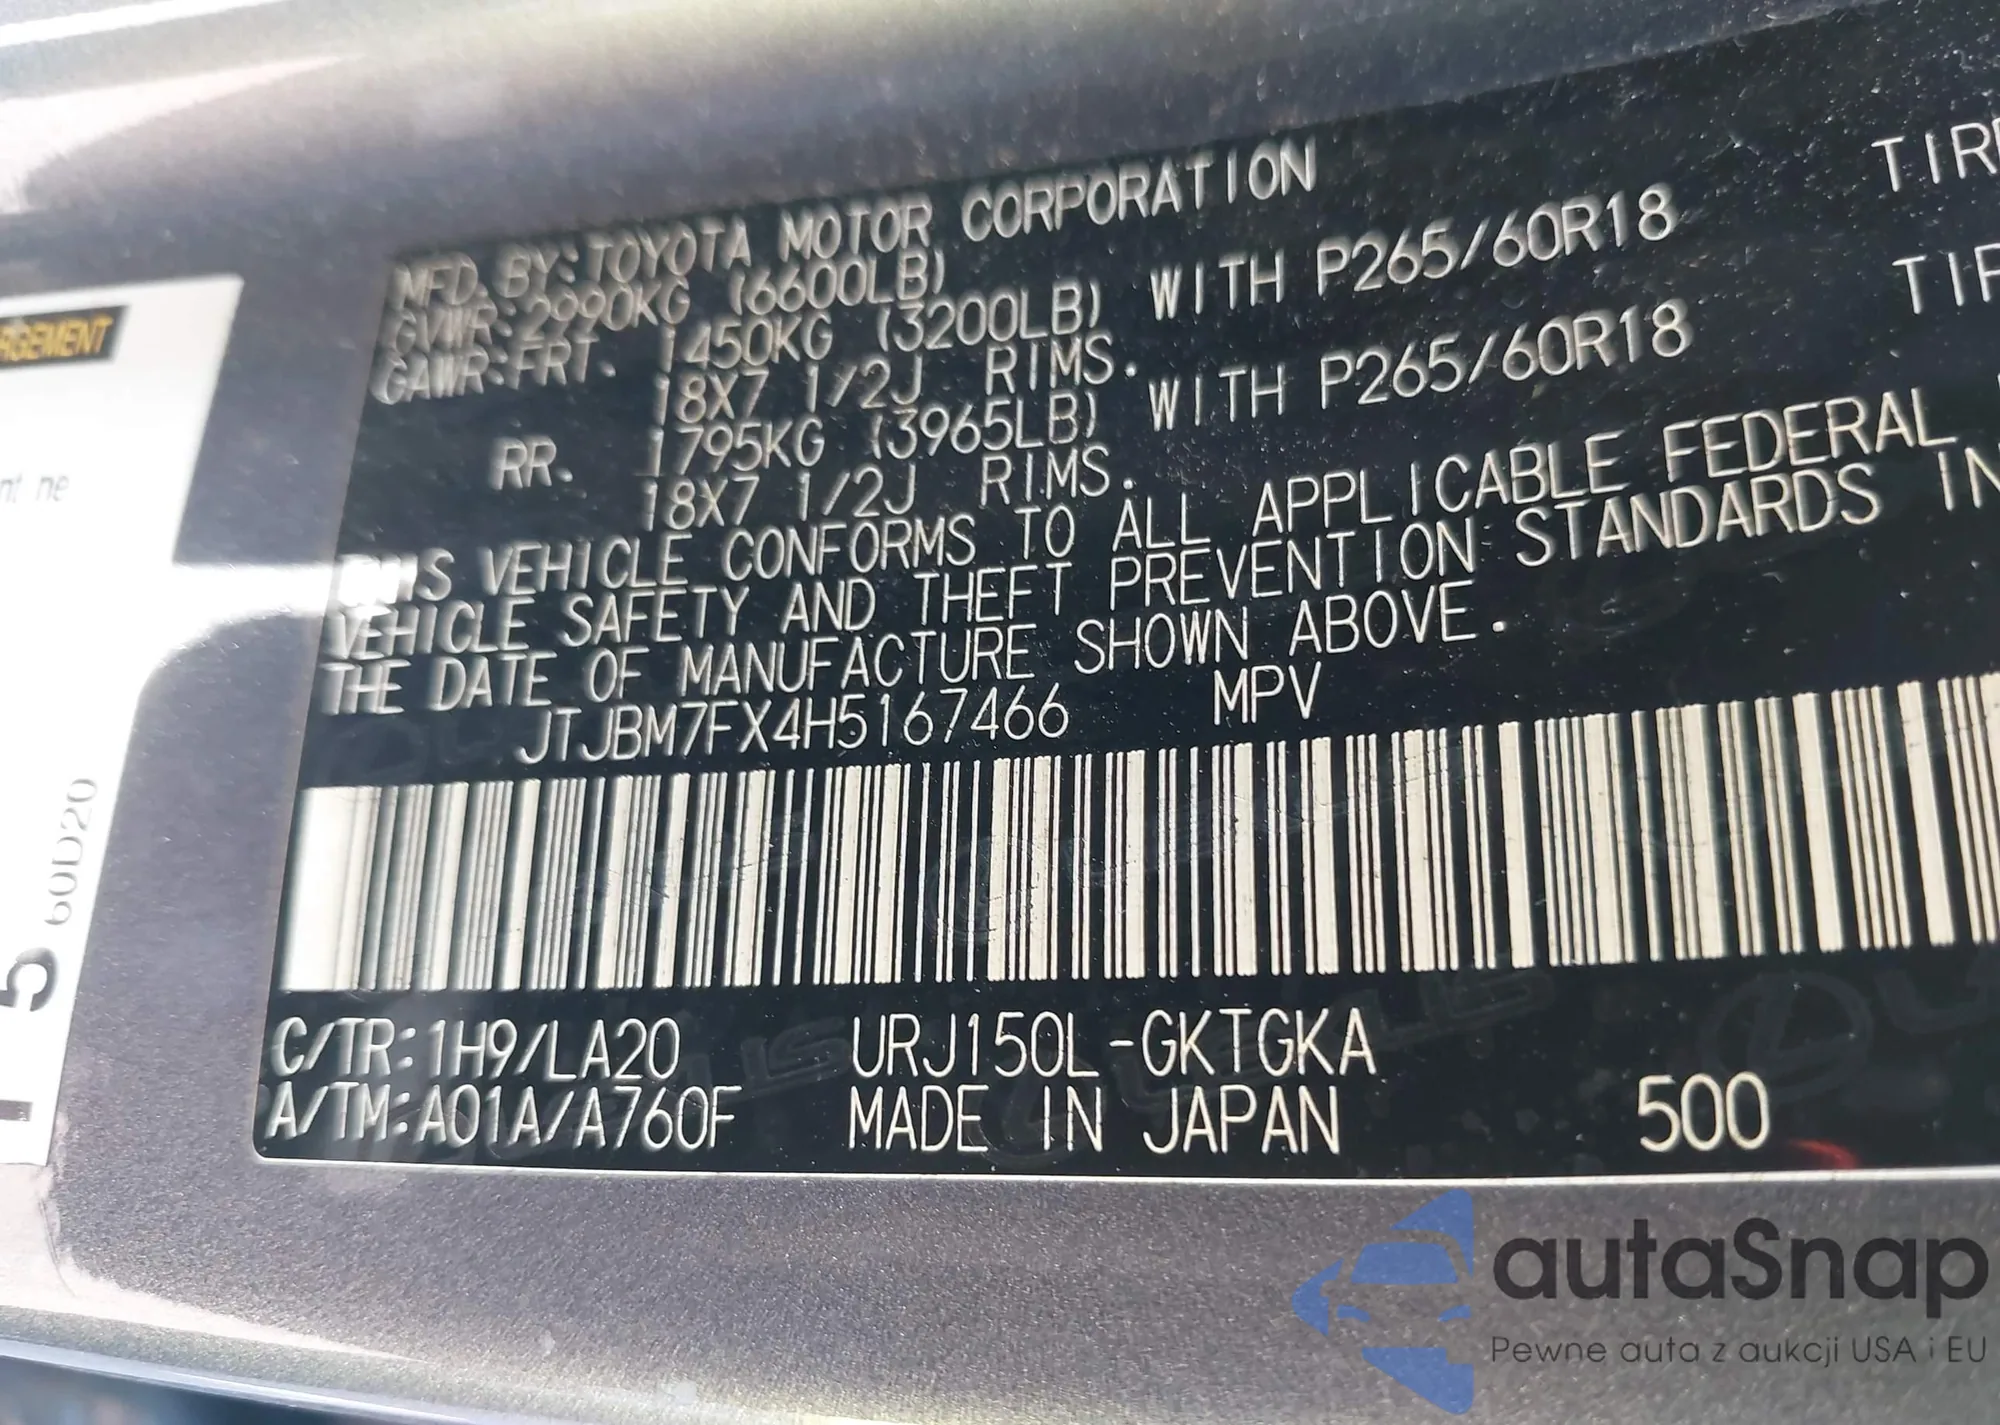 MFD. BY: TOYOTA MOTOR CORPORATION
GVWR: 2990KG (6600LB)
GAWR: FRT. 1450KG (3200LB) WITH P265/60R18
18X7 1/2J RIMS.
RR. 1795KG (3965LB) WITH P265/60R18
18X7 1/2J RIMS.
THIS VEHICLE CONFORMS TO ALL APPLICABLE FEDERAL
VEHICLE SAFETY AND THEFT PREVENTION STANDARDS IN
THE DATE OF MANUFACTURE SHOWN ABOVE.
JTJBM7FX4H5167466 MPV
C/TR: 1H9/LA20 URJ150L-GKTGKA
A/TM: A01A/A760F MADE IN JAPAN 500
ne
5 60D20
autaSnap
Pewne auta z aukcji USA i EU